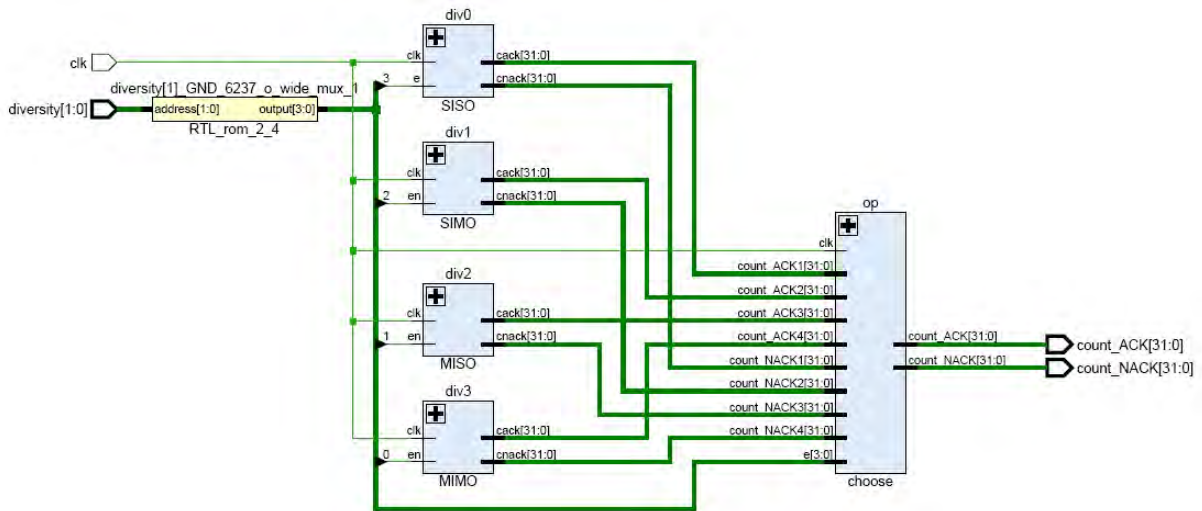 div0
clk
cack[31:0]
clk
cnack[31:0]
3
e
SISO
diversity[1:0]
diversity[1]_GND_6237_o_wide_mux_1
address[1:0]
output[3:0]
RTL_rom_2_4
div1
cack[31:0]
clk
cnack[31:0]
2
en
SIMO
div2
cack[31:0]
clk
cnack[31:0]
1
en
MISO
div3
cack[31:0]
clk
cnack[31:0]
0
en
MIMO
op
clk
count_ACK1[31:0]
count_ACK2[31:0]
count_ACK3[31:0]
count_ACK4[31:0]
count_NACK1[31:0]
count_NACK2[31:0]
count_NACK3[31:0]
count_NACK4[31:0]
e[3:0]
choose
count_ACK[31:0]
count_NACK[31:0]
count_ACK[31:0]
count_NACK[31:0]